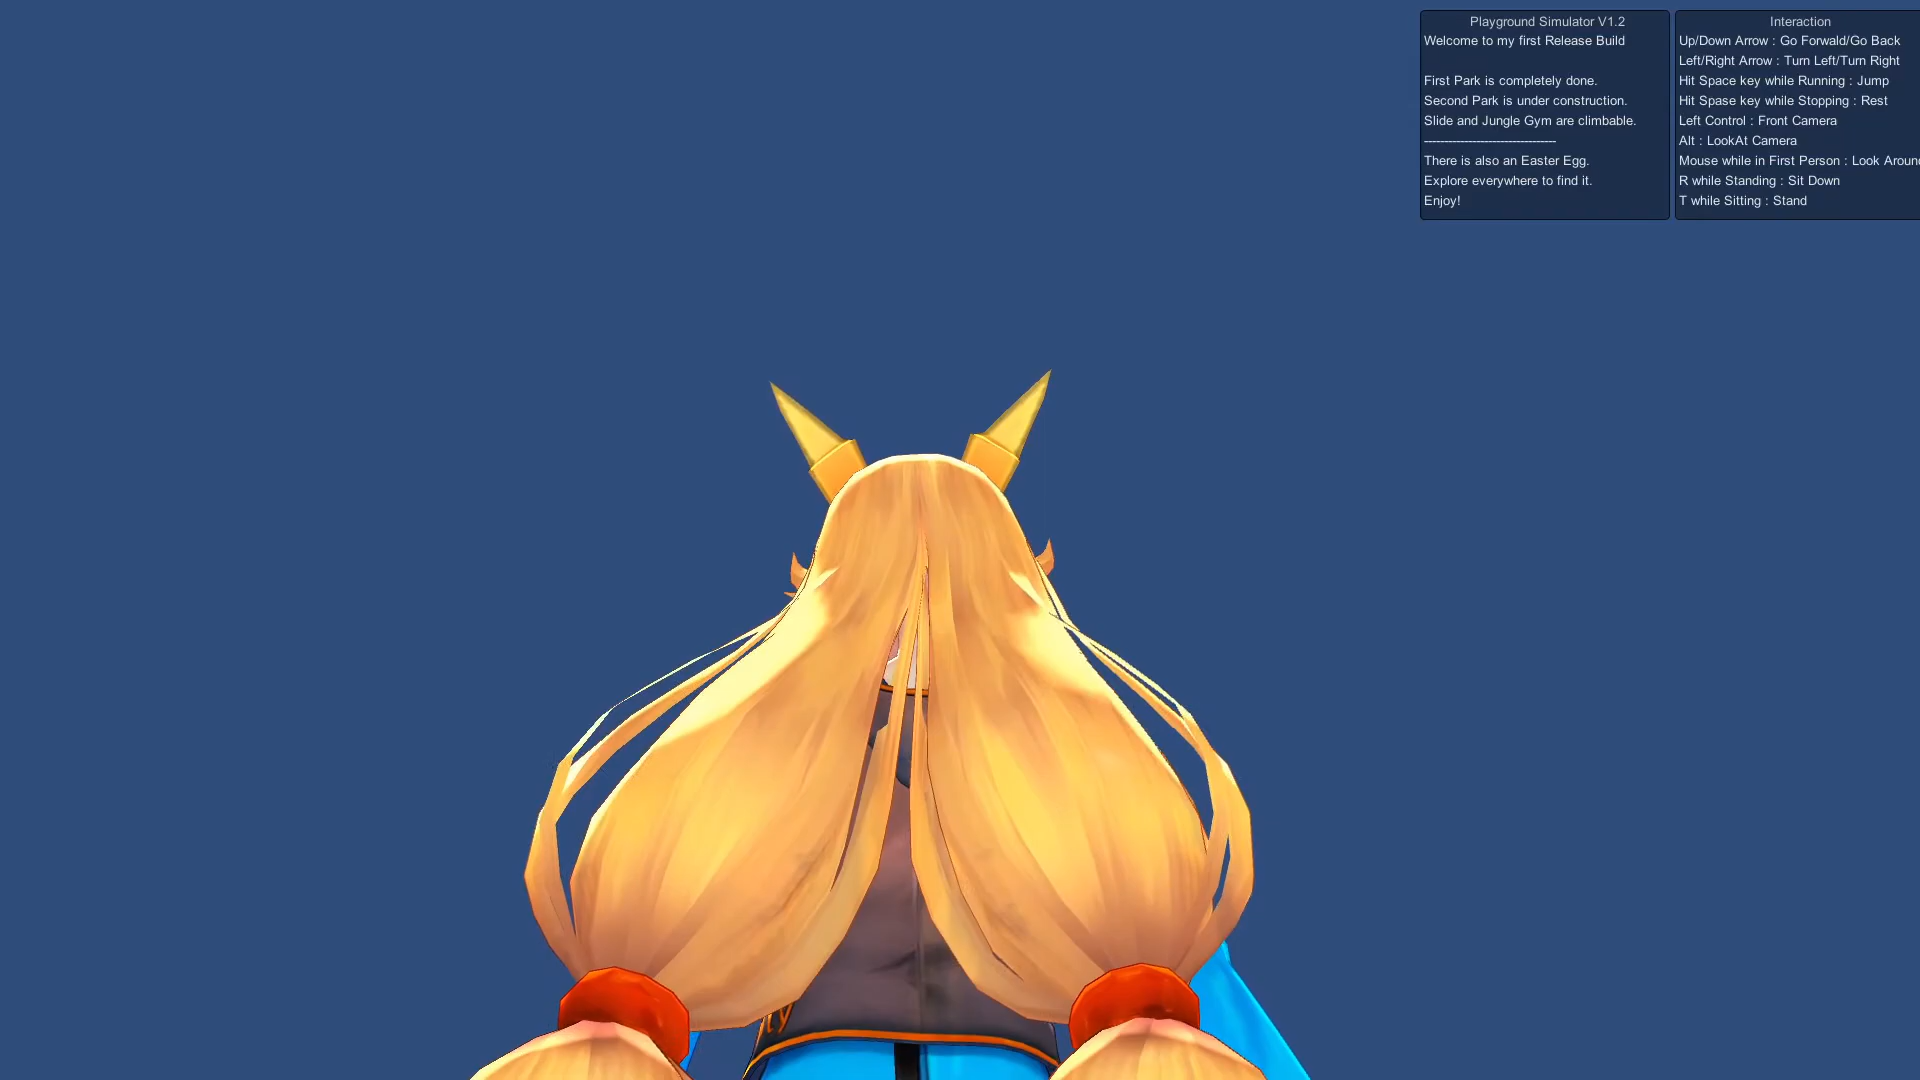 Playground Simulator V1.2
Welcome to my first Release Build
First Park is completely done.
Second Park is under construction.
Slide and Jungle Gym are climbable.
---------------------------------
There is also an Easter Egg.
Explore everywhere to find it.
Enjoy!
Interaction
Up/Down Arrow : Go Forwald/Go Back
Left/Right Arrow : Turn Left/Turn Right
Hit Space key while Running : Jump
Hit Spase key while Stopping : Rest
Left Control : Front Camera
Alt : LookAt Camera
Mouse while in First Person : Look Aroun
R while Standing : Sit Down
T while Sitting : Stand